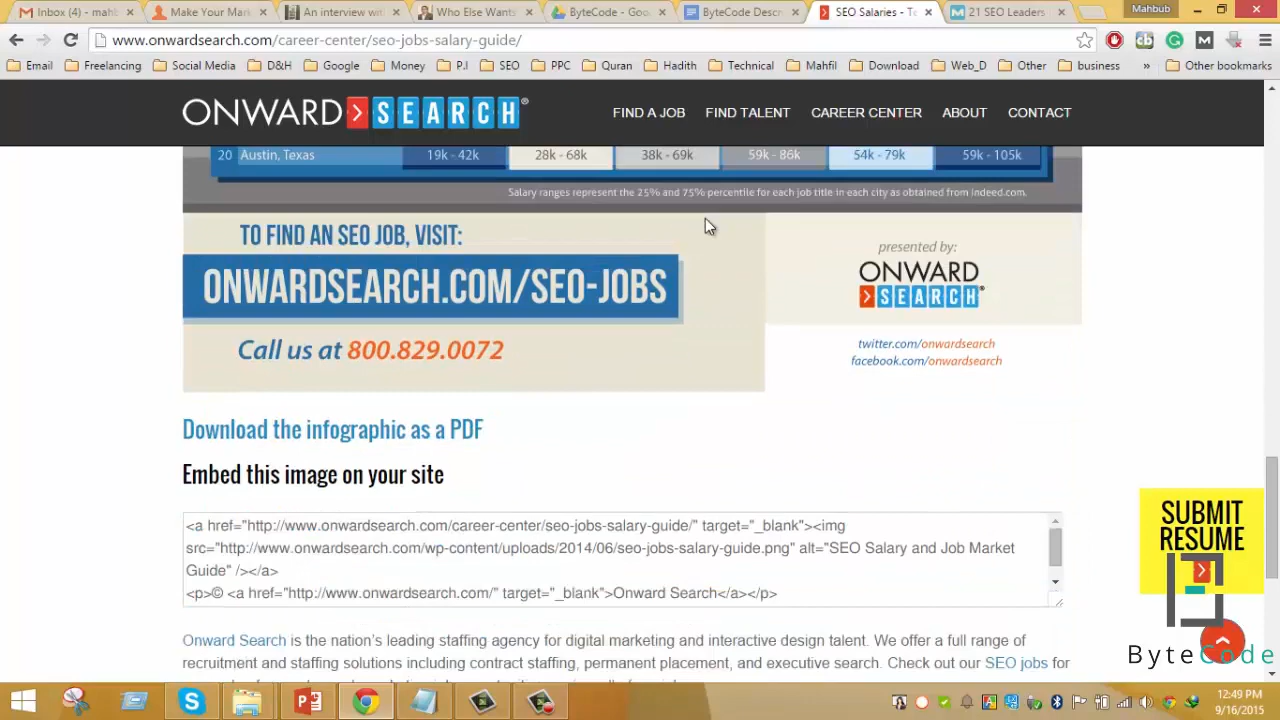 Inbox (4) - mahb
Make Your Mar
An interview wit
Who Else Wants
ByteCode - Goo
ByteCode Descr
SEO Salaries - To
21 SEO Leaders
Mahbub
www.onwardsearch.com/career-center/seo-jobs-salary-guide/
Email Freelancing Social Media D&H Google Money P.I SEO PPC Quran Hadith Technical Mahfil Download Web_D Other business » Other bookmarks
ONWARD SEARCH®
FIND A JOB FIND TALENT CAREER CENTER ABOUT CONTACT
20 Austin, Texas 19k - 42k 28k - 68k 38k - 69k 59k - 86k 54k - 79k 59k - 105k
Salary ranges represent the 25% and 75% percentile for each job title in each city as obtained from Indeed.com.
TO FIND AN SEO JOB, VISIT:
ONWARDSEARCH.COM/SEO-JOBS
Call us at 800.829.0072
presented by:
ONWARD
SEARCH®
twitter.com/onwardsearch
facebook.com/onwardsearch
Download the infographic as a PDF
Embed this image on your site
<a href="http://www.onwardsearch.com/career-center/seo-jobs-salary-guide/" target="_blank"><img
src="http://www.onwardsearch.com/wp-content/uploads/2014/06/seo-jobs-salary-guide.png" alt="SEO Salary and Job Market
Guide" /></a>
<p>© <a href="http://www.onwardsearch.com/" target="_blank">Onward Search</a></p>
SUBMIT
RESUME
Onward Search is the nation's leading staffing agency for digital marketing and interactive design talent. We offer a full range of
recruitment and staffing solutions including contract staffing, permanent placement, and executive search. Check out our SEO jobs for
ByteCode
12:49 PM
9/16/2015